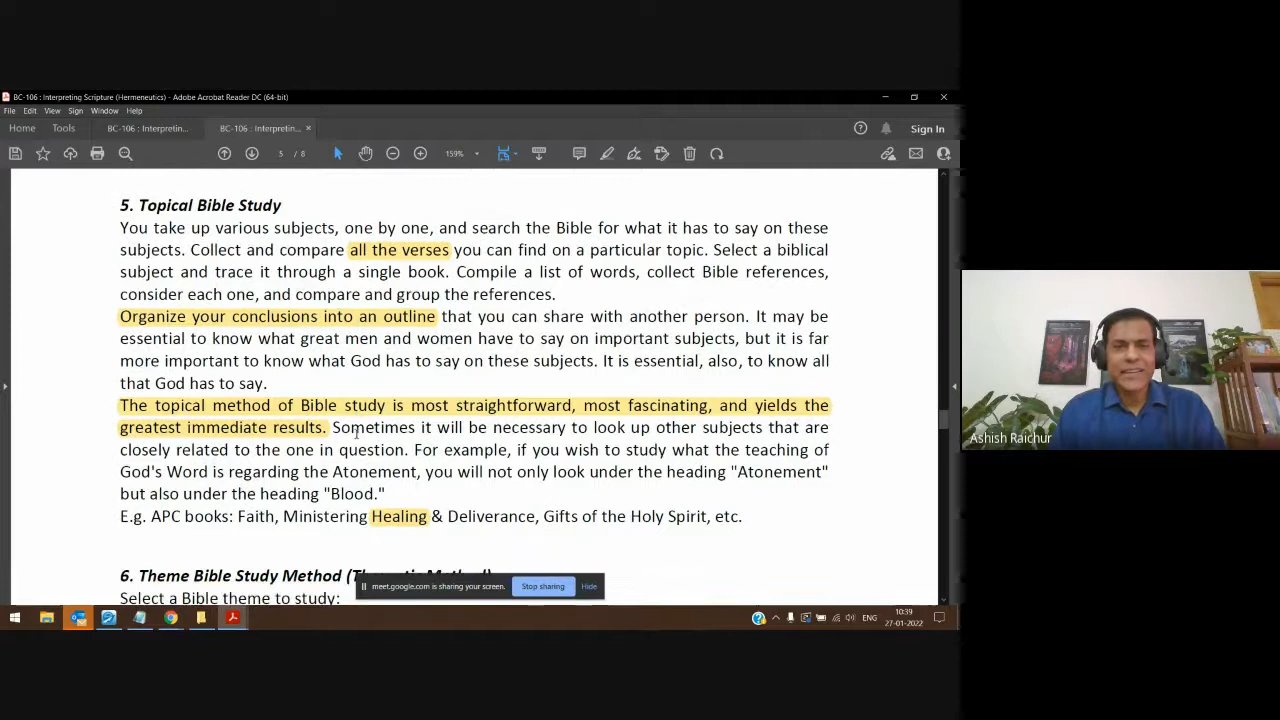 BC-106 : Interpreting Scripture (Hermeneutics) - Adobe Acrobat Reader DC (64-bit)
File Edit View Sign Window Help
Home Tools BC-106 : Interpretin... BC-106 : Interpretin... × Sign In
5 / 8 159%
5. Topical Bible Study
You take up various subjects, one by one, and search the Bible for what it has to say on these
subjects. Collect and compare all the verses you can find on a particular topic. Select a biblical
subject and trace it through a single book. Compile a list of words, collect Bible references,
consider each one, and compare and group the references.
Organize your conclusions into an outline that you can share with another person. It may be
essential to know what great men and women have to say on important subjects, but it is far
more important to know what God has to say on these subjects. It is essential, also, to know all
that God has to say.
The topical method of Bible study is most straightforward, most fascinating, and yields the
greatest immediate results. Sometimes it will be necessary to look up other subjects that are
closely related to the one in question. For example, if you wish to study what the teaching of
God's Word is regarding the Atonement, you will not only look under the heading "Atonement"
but also under the heading "Blood."
E.g. APC books: Faith, Ministering Healing & Deliverance, Gifts of the Holy Spirit, etc.
6. Theme Bible Study Method (Thematic Method)
Select a Bible theme to study:
meet.google.com is sharing your screen. Stop sharing Hide
ENG 10:39
27-01-2022
Ashish Raichur